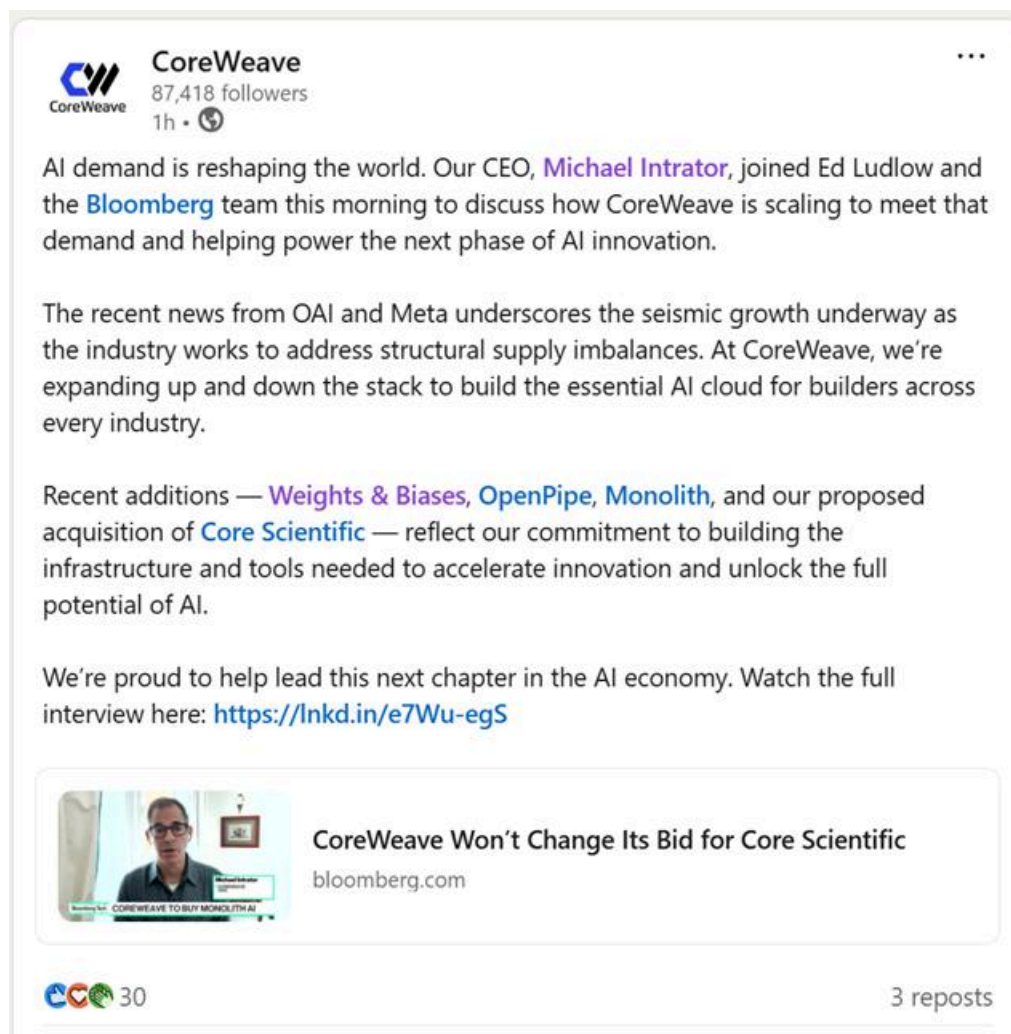 CoreWeave
CoreWeave
87,418 followers
1h •
AI demand is reshaping the world. Our CEO, Michael Intrator, joined Ed Ludlow and
the Bloomberg team this morning to discuss how CoreWeave is scaling to meet that
demand and helping power the next phase of AI innovation.
The recent news from OAI and Meta underscores the seismic growth underway as
the industry works to address structural supply imbalances. At CoreWeave, we're
expanding up and down the stack to build the essential AI cloud for builders across
every industry.
Recent additions — Weights & Biases, OpenPipe, Monolith, and our proposed
acquisition of Core Scientific — reflect our commitment to building the
infrastructure and tools needed to accelerate innovation and unlock the full
potential of AI.
We're proud to help lead this next chapter in the AI economy. Watch the full
interview here: https://lnkd.in/e7Wu-egS
Michael Intrator
COREWEAVE TO BUY MONOLITH AI
CoreWeave Won't Change Its Bid for Core Scientific
bloomberg.com
30
3 reposts